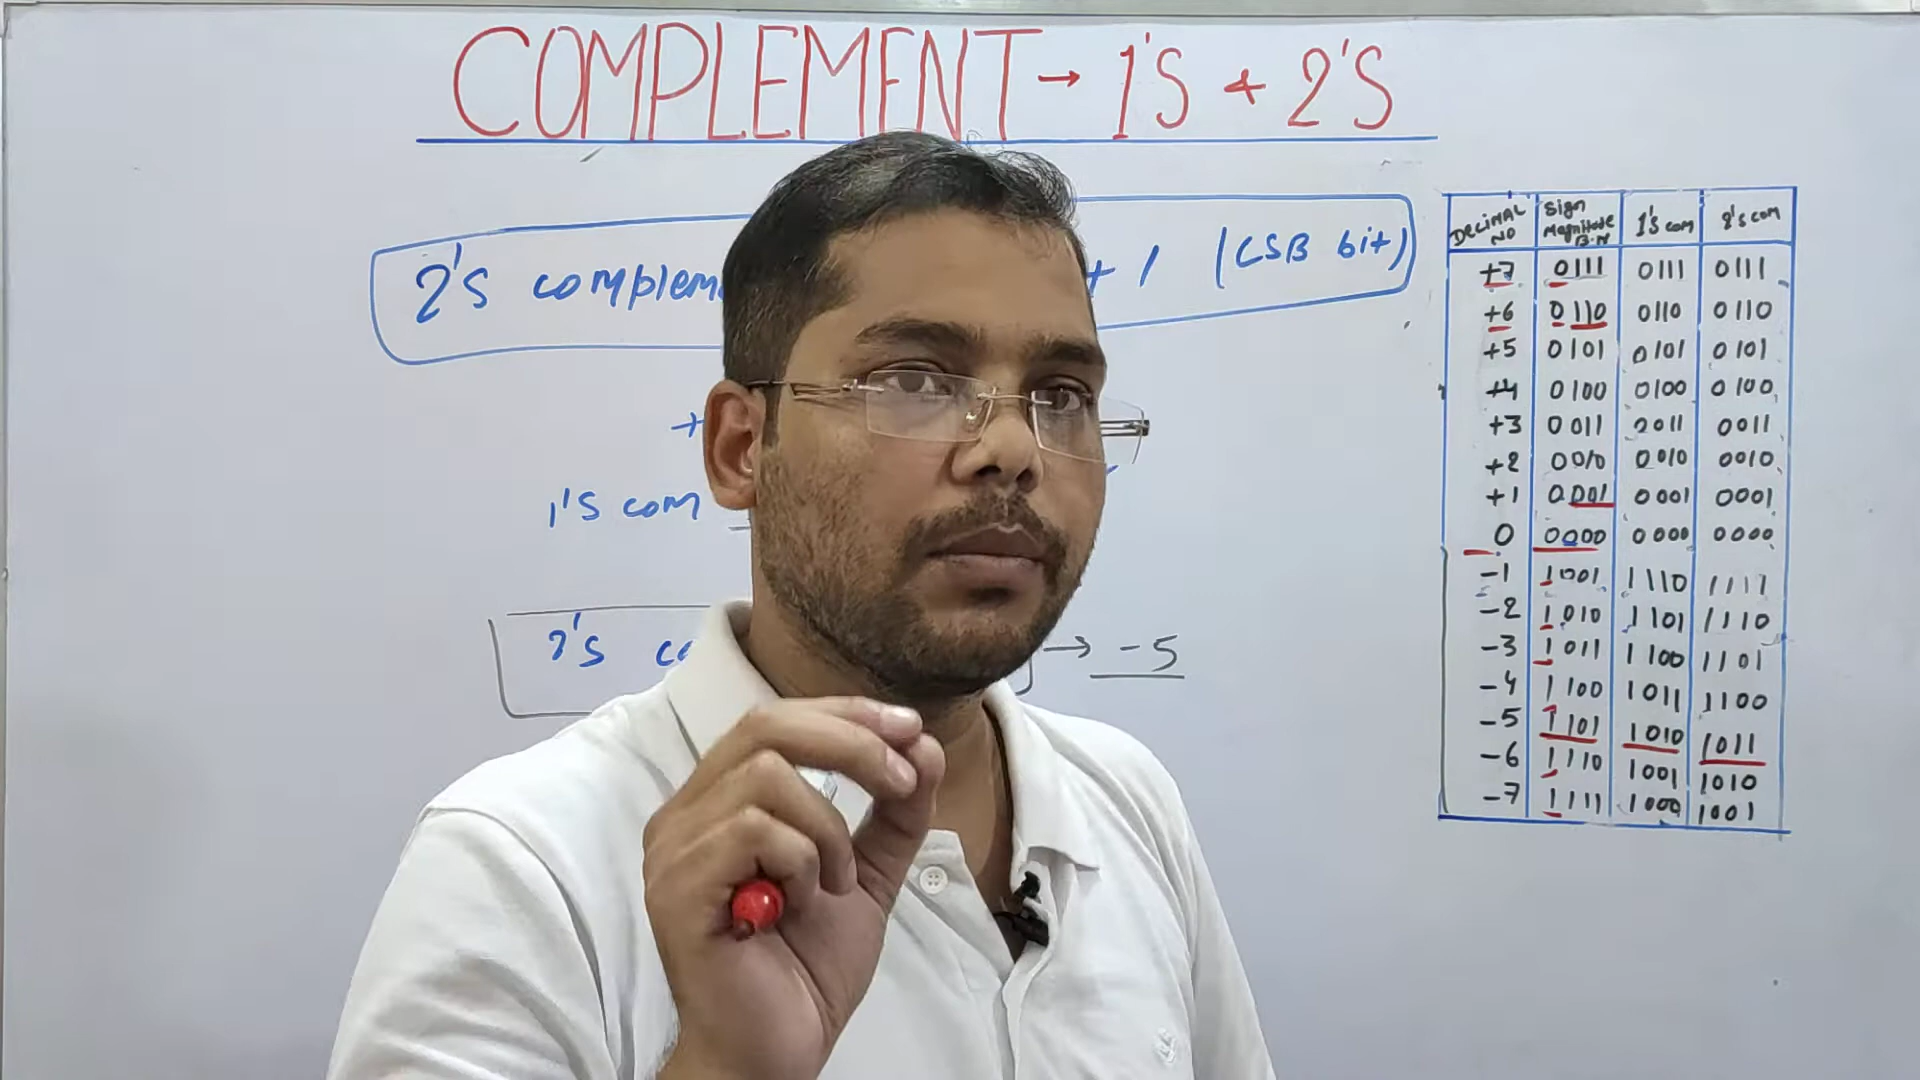 COMPLEMENT → 1'S & 2'S
2'S complem + 1 (LSB bit)
+
1'S com
2'S co → -5
DECIMAL NO Sign Magnitude B.N 1's com 2's com
+7 0111 0111 0111
+6 0110 0110 0110
+5 0101 0101 0101
+4 0100 0100 0100
+3 0011 0011 0011
+2 0010 0010 0010
+1 0001 0001 0001
0 0000 0000 0000
-1 1001 1110 1111
-2 1010 1101 1110
-3 1011 1100 1101
-4 1100 1011 1100
-5 1101 1010 1011
-6 1110 1001 1010
-7 1111 1000 1001